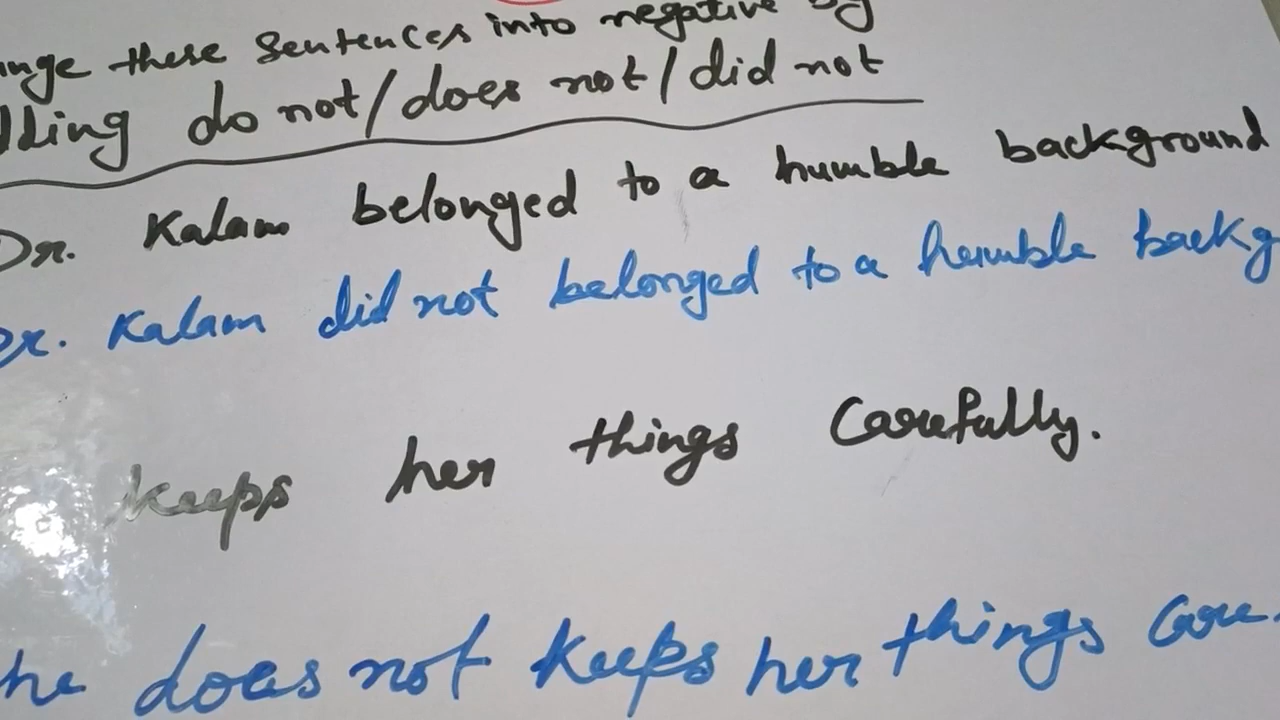 ange these sentences into negative by
dding do not/does not/did not
Dr. Kalam belonged to a humble background
Dr. Kalam did not belonged to a humble backg
keeps her things Carefully.
he does not keeps her things Care